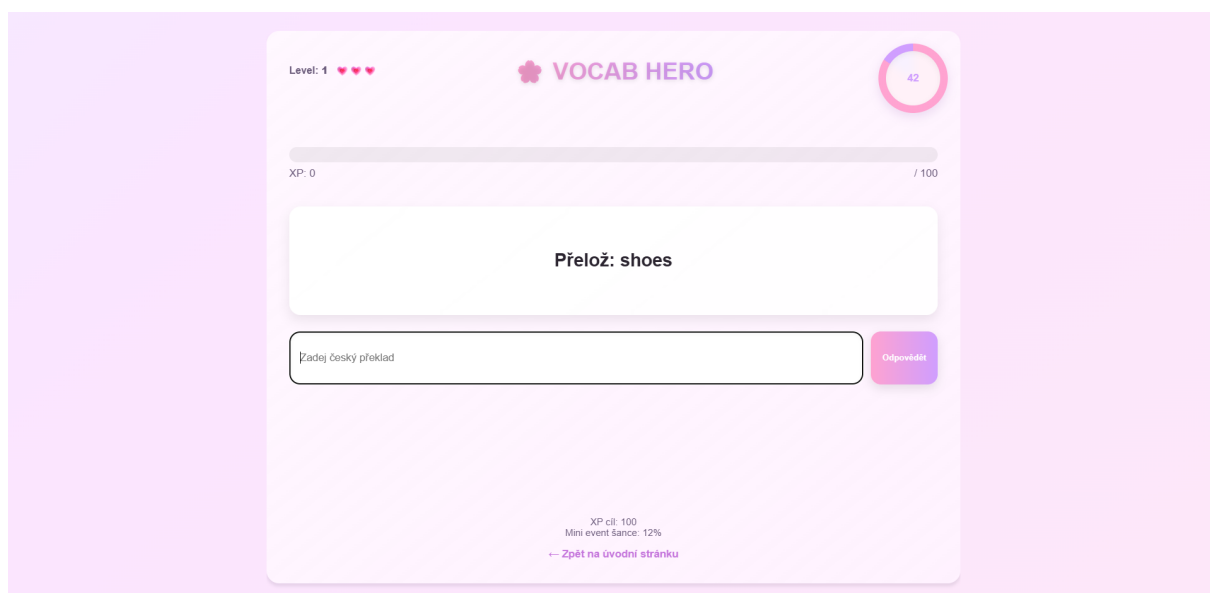 Level: 1
VOCAB HERO
42
XP: 0
/ 100
Přelož: shoes
Zadej český překlad
Odpovědět
XP cíl: 100
Mini event šance: 12%
← Zpět na úvodní stránku